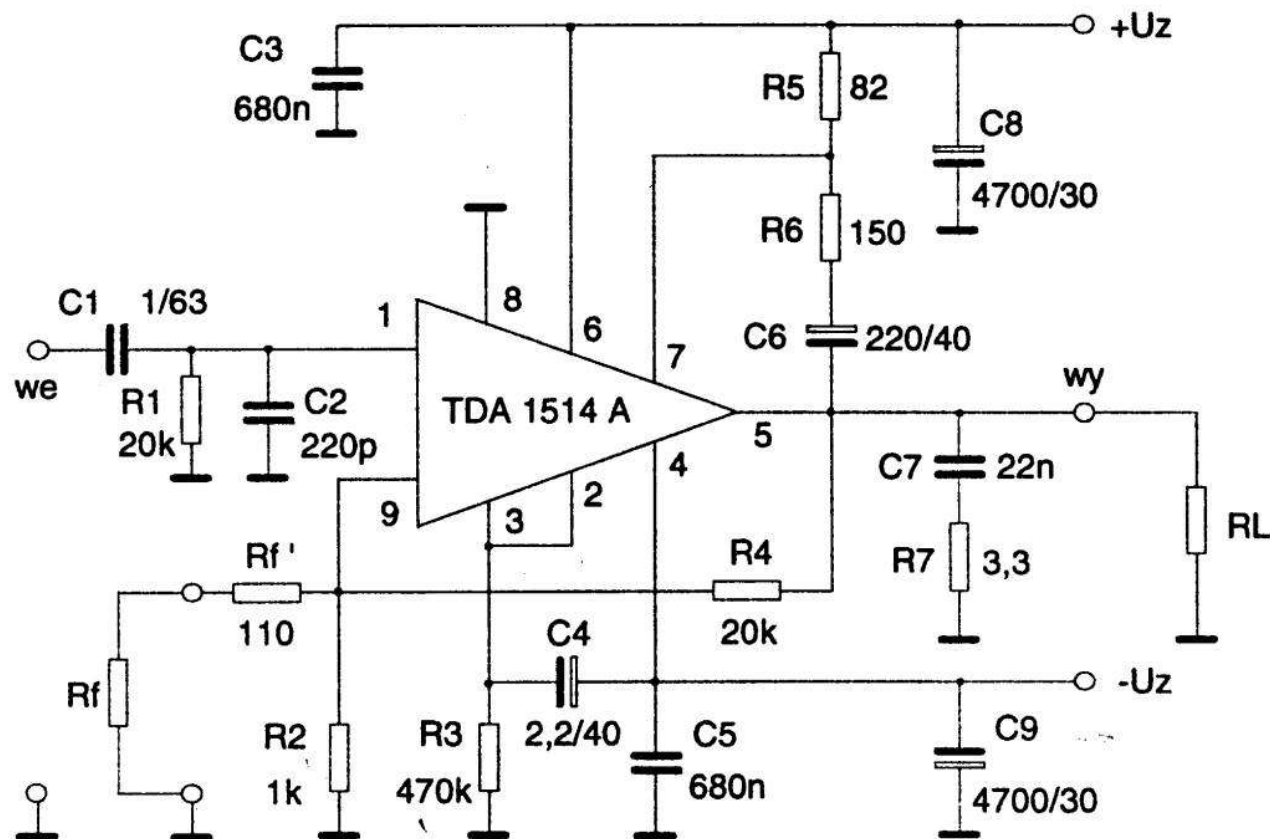 C3
680n
+Uz
R5 82
C8
4700/30
R6 150
8
6
C1 1/63
1
7
C6 220/40
we
wy
R1
20k
C2
220p
TDA 1514 A
5
C7 22n
4
2
9
3
RL
Rf '
110
R4
20k
R7 3,3
C4
2,2/40
-Uz
Rf
R2
1k
R3
470k
C5
680n
C9
4700/30